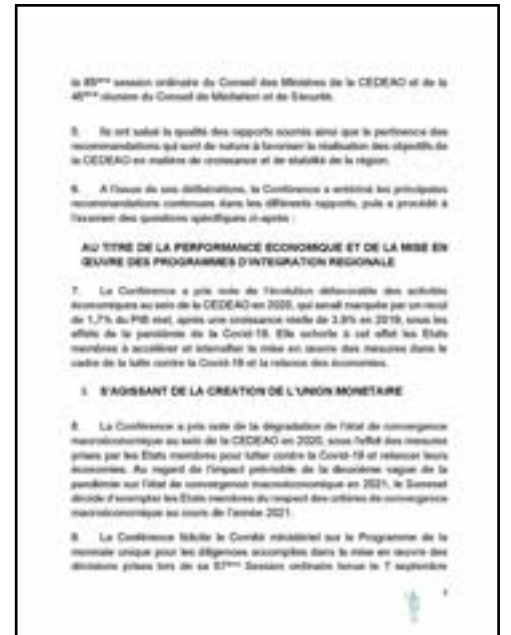 la 85ème session ordinaire du Conseil des Ministres de la CEDEAO et de la
46ème réunion du Conseil de Médiation et de Sécurité.
5. Ils ont salué la qualité des rapports soumis ainsi que la pertinence des
recommandations qui sont de nature à favoriser la réalisation des objectifs de
la CEDEAO en matière de croissance et de stabilité de la région.
6. A l'issue de ses délibérations, la Conférence a entériné les principales
recommandations contenues dans les différents rapports, puis a procédé à
l'examen des questions spécifiques ci-après :
AU TITRE DE LA PERFORMANCE ECONOMIQUE ET DE LA MISE EN
ŒUVRE DES PROGRAMMES D'INTEGRATION REGIONALE
7. La Conférence a pris note de l'évolution défavorable des activités
économiques au sein de la CEDEAO en 2020, qui serait marquée par un recul
de 1,7% du PIB réel, après une croissance réelle de 3,8% en 2019, sous les
effets de la pandémie de la Covid-19. Elle exhorte à cet effet les Etats
membres à accélérer et intensifier la mise en œuvre des mesures dans le
cadre de la lutte contre la Covid-19 et la relance des économies.
I. S'AGISSANT DE LA CREATION DE L'UNION MONETAIRE
8. La Conférence a pris note de la dégradation de l'état de convergence
macroéconomique au sein de la CEDEAO en 2020, sous l'effet des mesures
prises par les Etats membres pour lutter contre la Covid-19 et relancer leurs
économies. Au regard de l'impact prévisible de la deuxième vague de la
pandémie sur l'état de convergence macroéconomique en 2021, le Sommet
décide d'exempter les Etats membres du respect des critères de convergence
macroéconomique au cours de l'année 2021.
9. La Conférence félicite le Comité ministériel sur le Programme de la
monnaie unique pour les diligences accomplies dans la mise en œuvre des
décisions prises lors de sa 57ème Session ordinaire tenue le 7 septembre